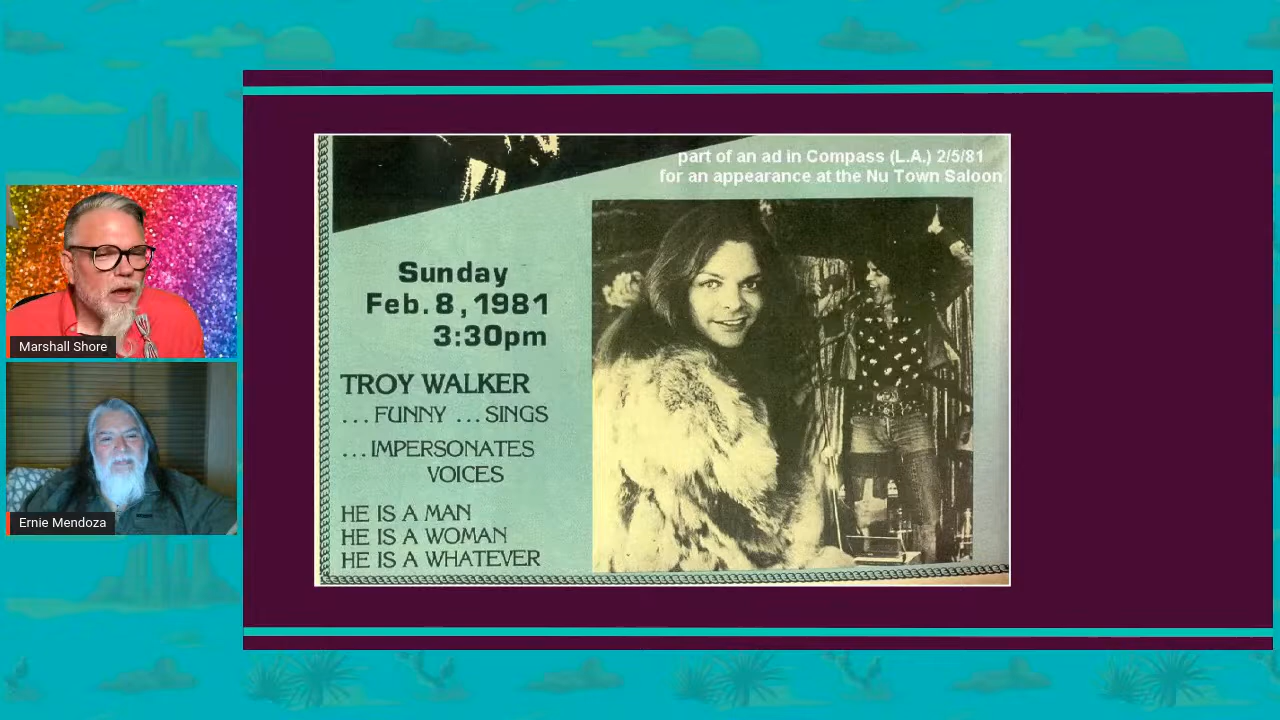 part of an ad in Compass (L.A.) 2/5/81
for an appearance at the Nu Town Saloon
Sunday
Feb. 8, 1981
3:30pm
TROY WALKER
...FUNNY ...SINGS
...IMPERSONATES
VOICES
HE IS A MAN
HE IS A WOMAN
HE IS A WHATEVER
Marshall Shore
Ernie Mendoza